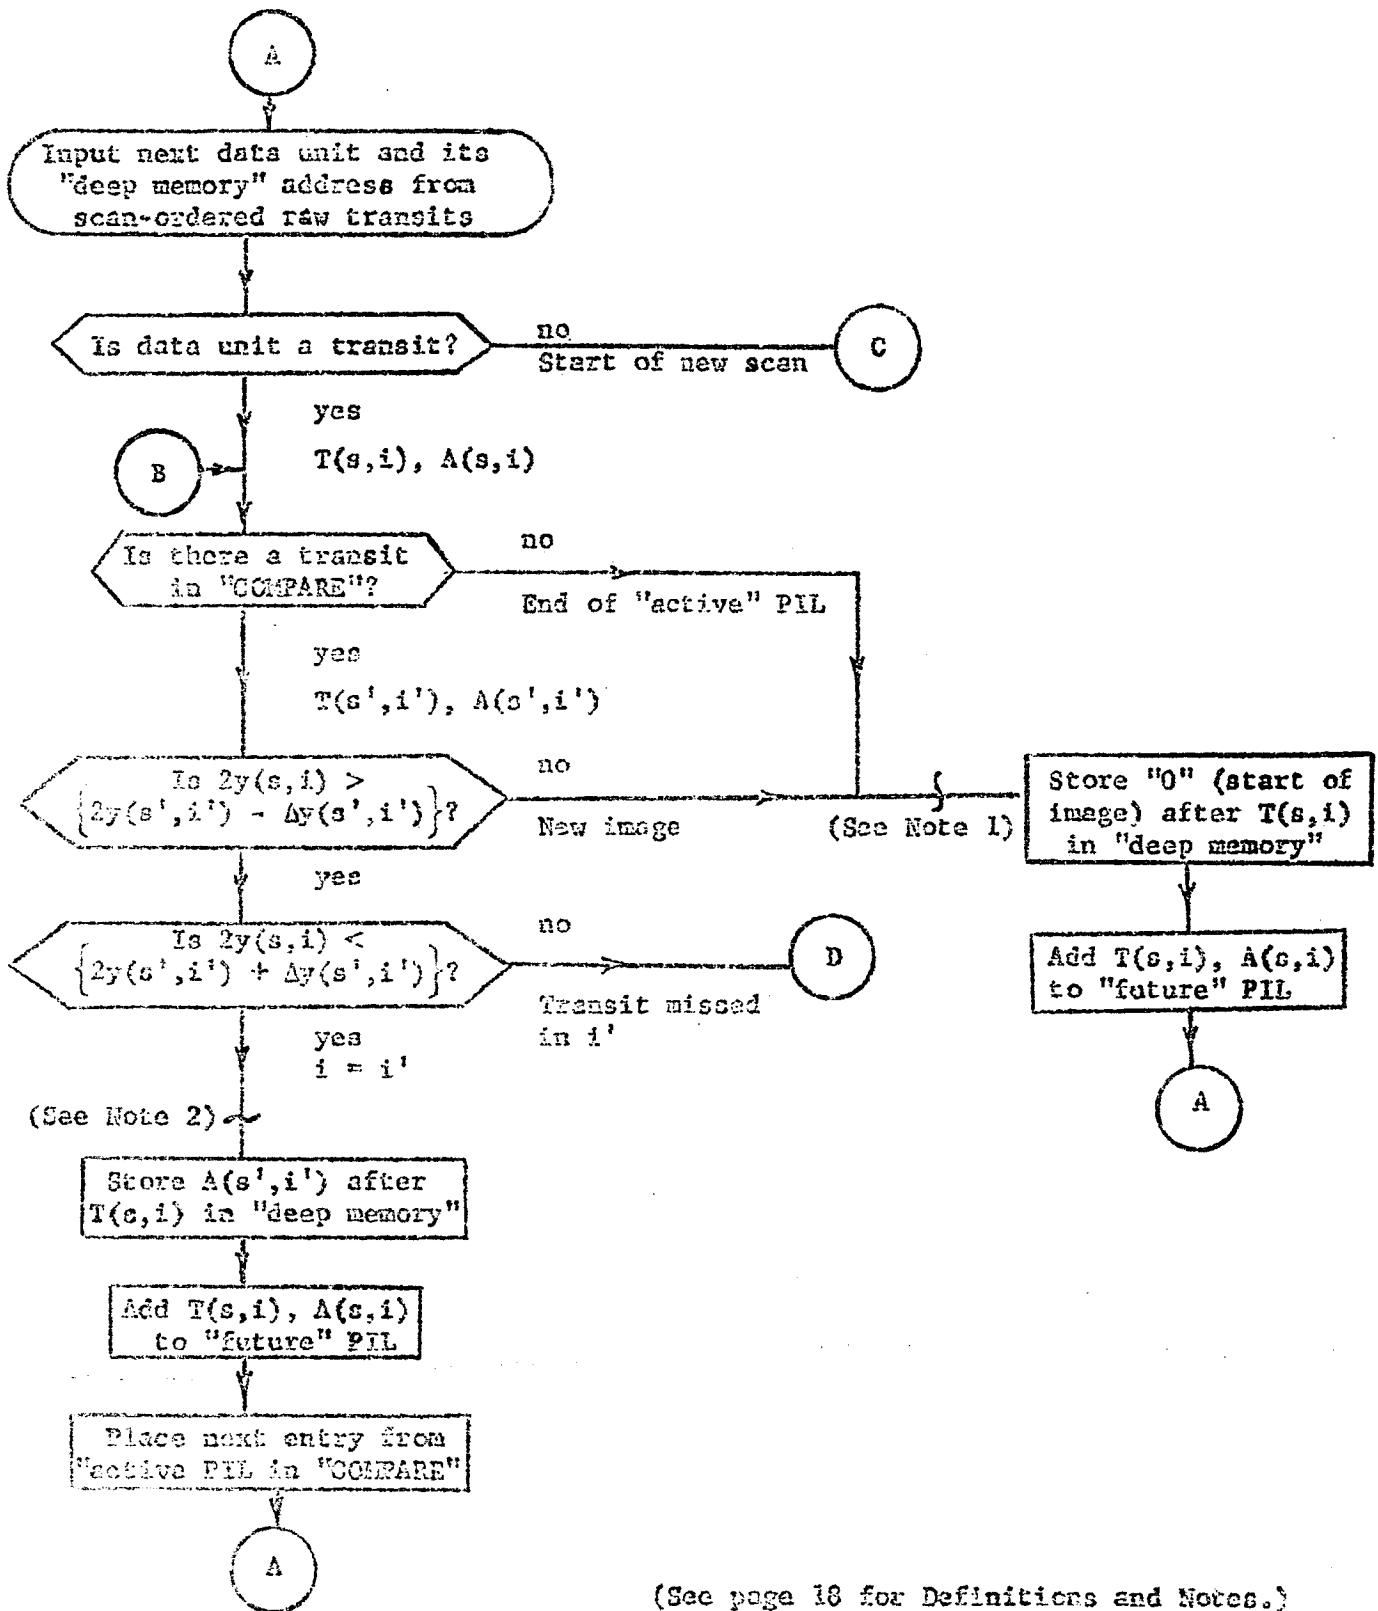 A
Input next data unit and its
"deep memory" address from
scan-ordered raw transits
Is data unit a transit?
no
Start of new scan
C
yes
T(s,i), A(s,i)
B
Is there a transit
in "COMPARE"?
no
End of "active" PIL
yes
T(s',i'), A(s',i')
Is 2y(s,i) >
{2y(s',i') - Δy(s',i')}?
no
New image
(See Note 1)
Store "0" (start of
image) after T(s,i)
in "deep memory"
yes
Is 2y(s,i) <
{2y(s',i') + Δy(s',i')}?
no
Transit missed
in i'
D
Add T(s,i), A(s,i)
to "future" PIL
A
yes
i = i'
(See Note 2)
Store A(s',i') after
T(s,i) in "deep memory"
Add T(s,i), A(s,i)
to "future" PIL
Place next entry from
"active PIL in "COMPARE"
A
(See page 18 for Definitions and Notes.)